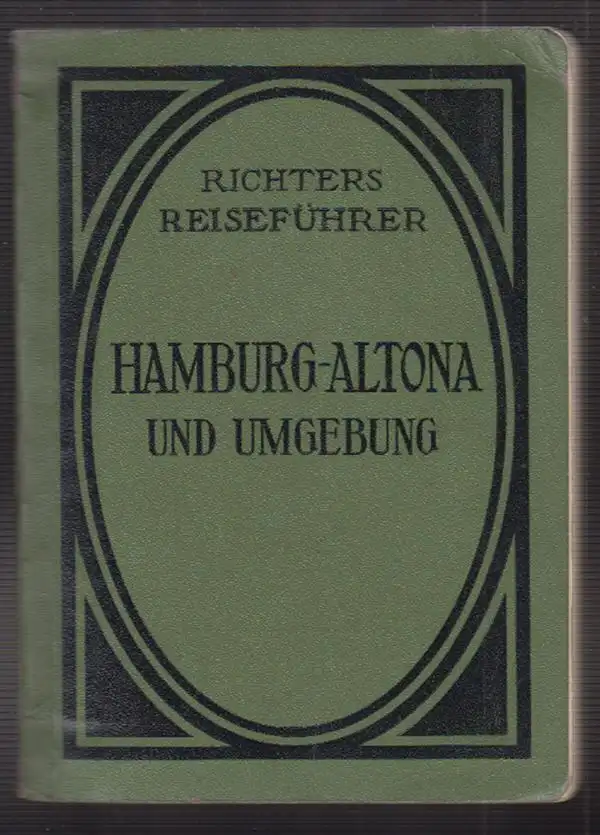 RICHTERS
REISEFÜHRER
HAMBURG-ALTONA
UND UMGEBUNG